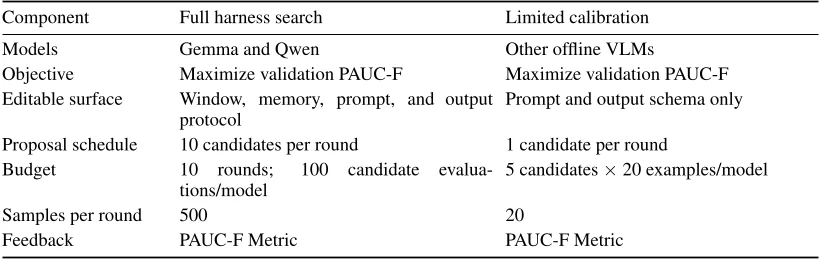 Component Full harness search Limited calibration
Models Gemma and Qwen Other offline VLMs
Objective Maximize validation PAUC-F Maximize validation PAUC-F
Editable surface Window, memory, prompt, and output Prompt and output schema only
protocol
Proposal schedule 10 candidates per round 1 candidate per round
Budget 10 rounds; 100 candidate evalua- 5 candidates × 20 examples/model
tions/model
Samples per round 500 20
Feedback PAUC-F Metric PAUC-F Metric